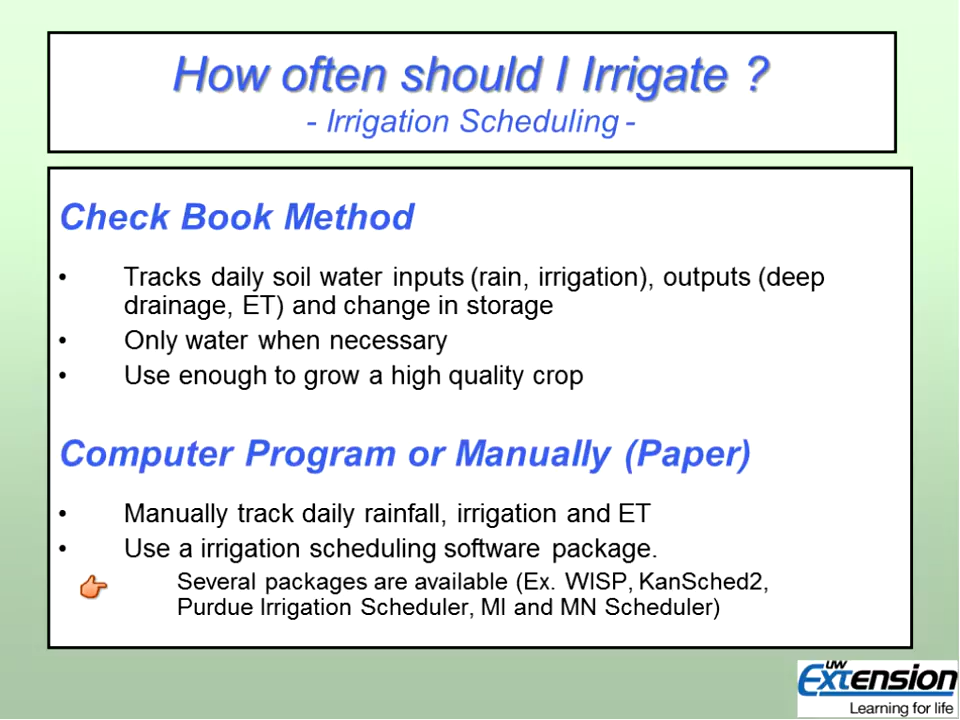 How often should I Irrigate ?
- Irrigation Scheduling -
Check Book Method
• Tracks daily soil water inputs (rain, irrigation), outputs (deep
drainage, ET) and change in storage
• Only water when necessary
• Use enough to grow a high quality crop
Computer Program or Manually (Paper)
• Manually track daily rainfall, irrigation and ET
• Use a irrigation scheduling software package.
Several packages are available (Ex. WISP, KanSched2,
Purdue Irrigation Scheduler, MI and MN Scheduler)
UW
Extension
Learning for life